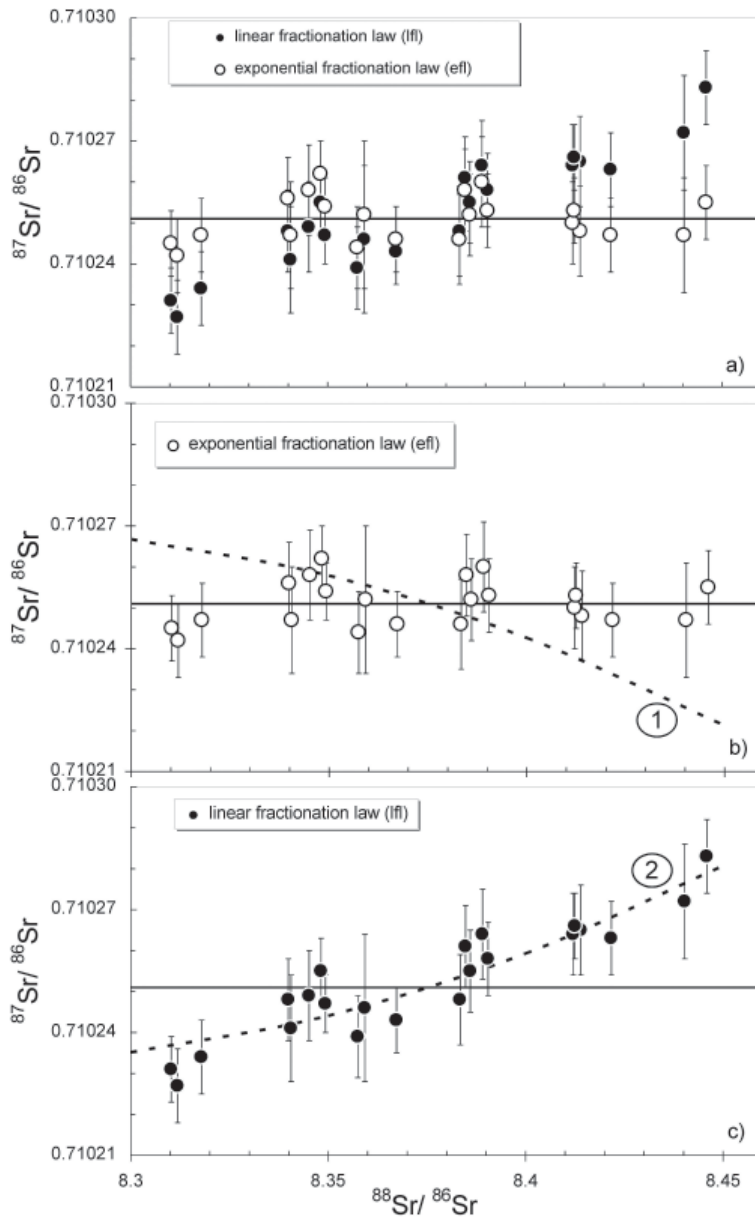 0.71030
linear fractionation law (lfl)
exponential fractionation law (efl)
0.71027
87Sr/ 86Sr
0.71024
0.71021
a)
0.71030
exponential fractionation law (efl)
0.71027
87Sr/ 86Sr
0.71024
1
0.71021
b)
0.71030
linear fractionation law (lfl)
2
0.71027
87Sr/ 86Sr
0.71024
0.71021
c)
8.3 8.35 8.4 8.45
88Sr/ 86Sr